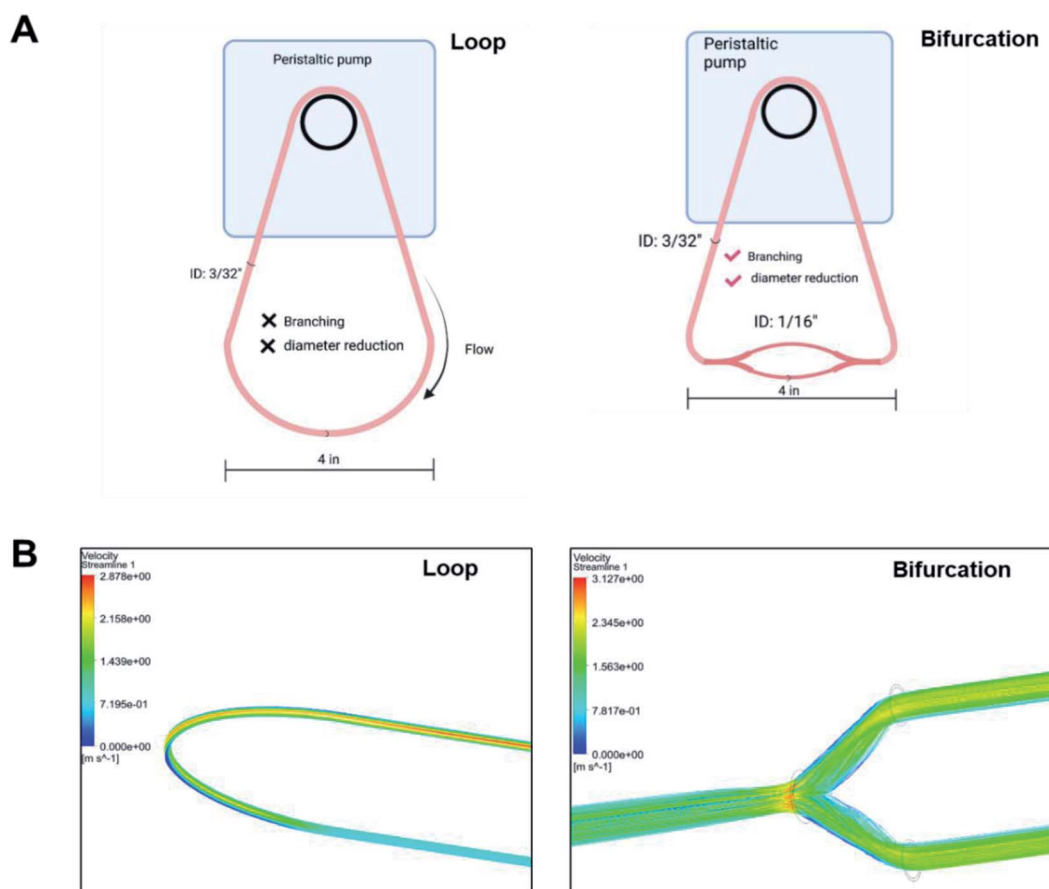 A
Loop
Peristaltic pump
ID: 3/32"
Branching
diameter reduction
Flow
4 in
Bifurcation
Peristaltic
pump
ID: 3/32"
Branching
diameter reduction
ID: 1/16"
4 in
B
Loop
Velocity
Streamline 1
2.878e+00
2.158e+00
1.439e+00
7.195e-01
0.000e+00
[m s^-1]
Bifurcation
Velocity
Streamline 1
3.127e+00
2.345e+00
1.563e+00
7.817e-01
0.000e+00
[m s^-1]